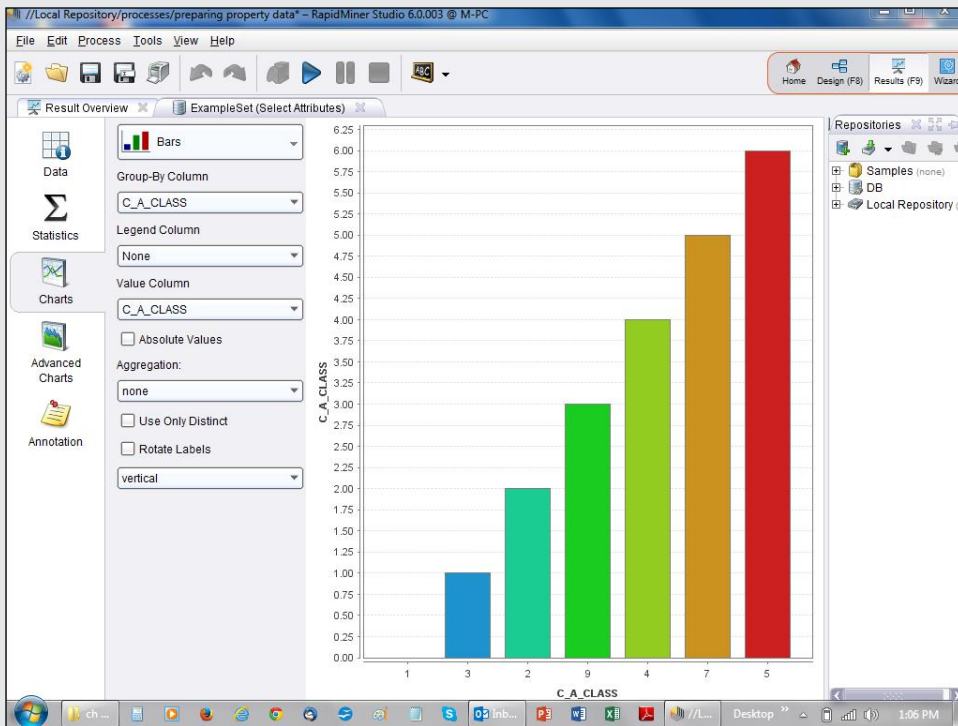 //Local Repository/processes/preparing property data* – RapidMiner Studio 6.0.003 @ M-PC
File Edit Process Tools View Help
ABC
Home Design (F8) Results (F9) Wizard
Result Overview ExampleSet (Select Attributes)
Data
Statistics
Charts
Advanced
Charts
Annotation
Bars
Group-By Column
C_A_CLASS
Legend Column
None
Value Column
C_A_CLASS
Absolute Values
Aggregation:
none
Use Only Distinct
Rotate Labels
vertical
6.25
6.00
5.75
5.50
5.25
5.00
4.75
4.50
4.25
4.00
3.75
3.50
3.25
3.00
2.75
2.50
2.25
2.00
1.75
1.50
1.25
1.00
0.75
0.50
0.25
0.00
C_A_CLASS
1 3 2 9 4 7 5
C_A_CLASS
Repositories
Samples (none)
DB
Local Repository (
ch ... Inb... //L... Desktop 1:06 PM